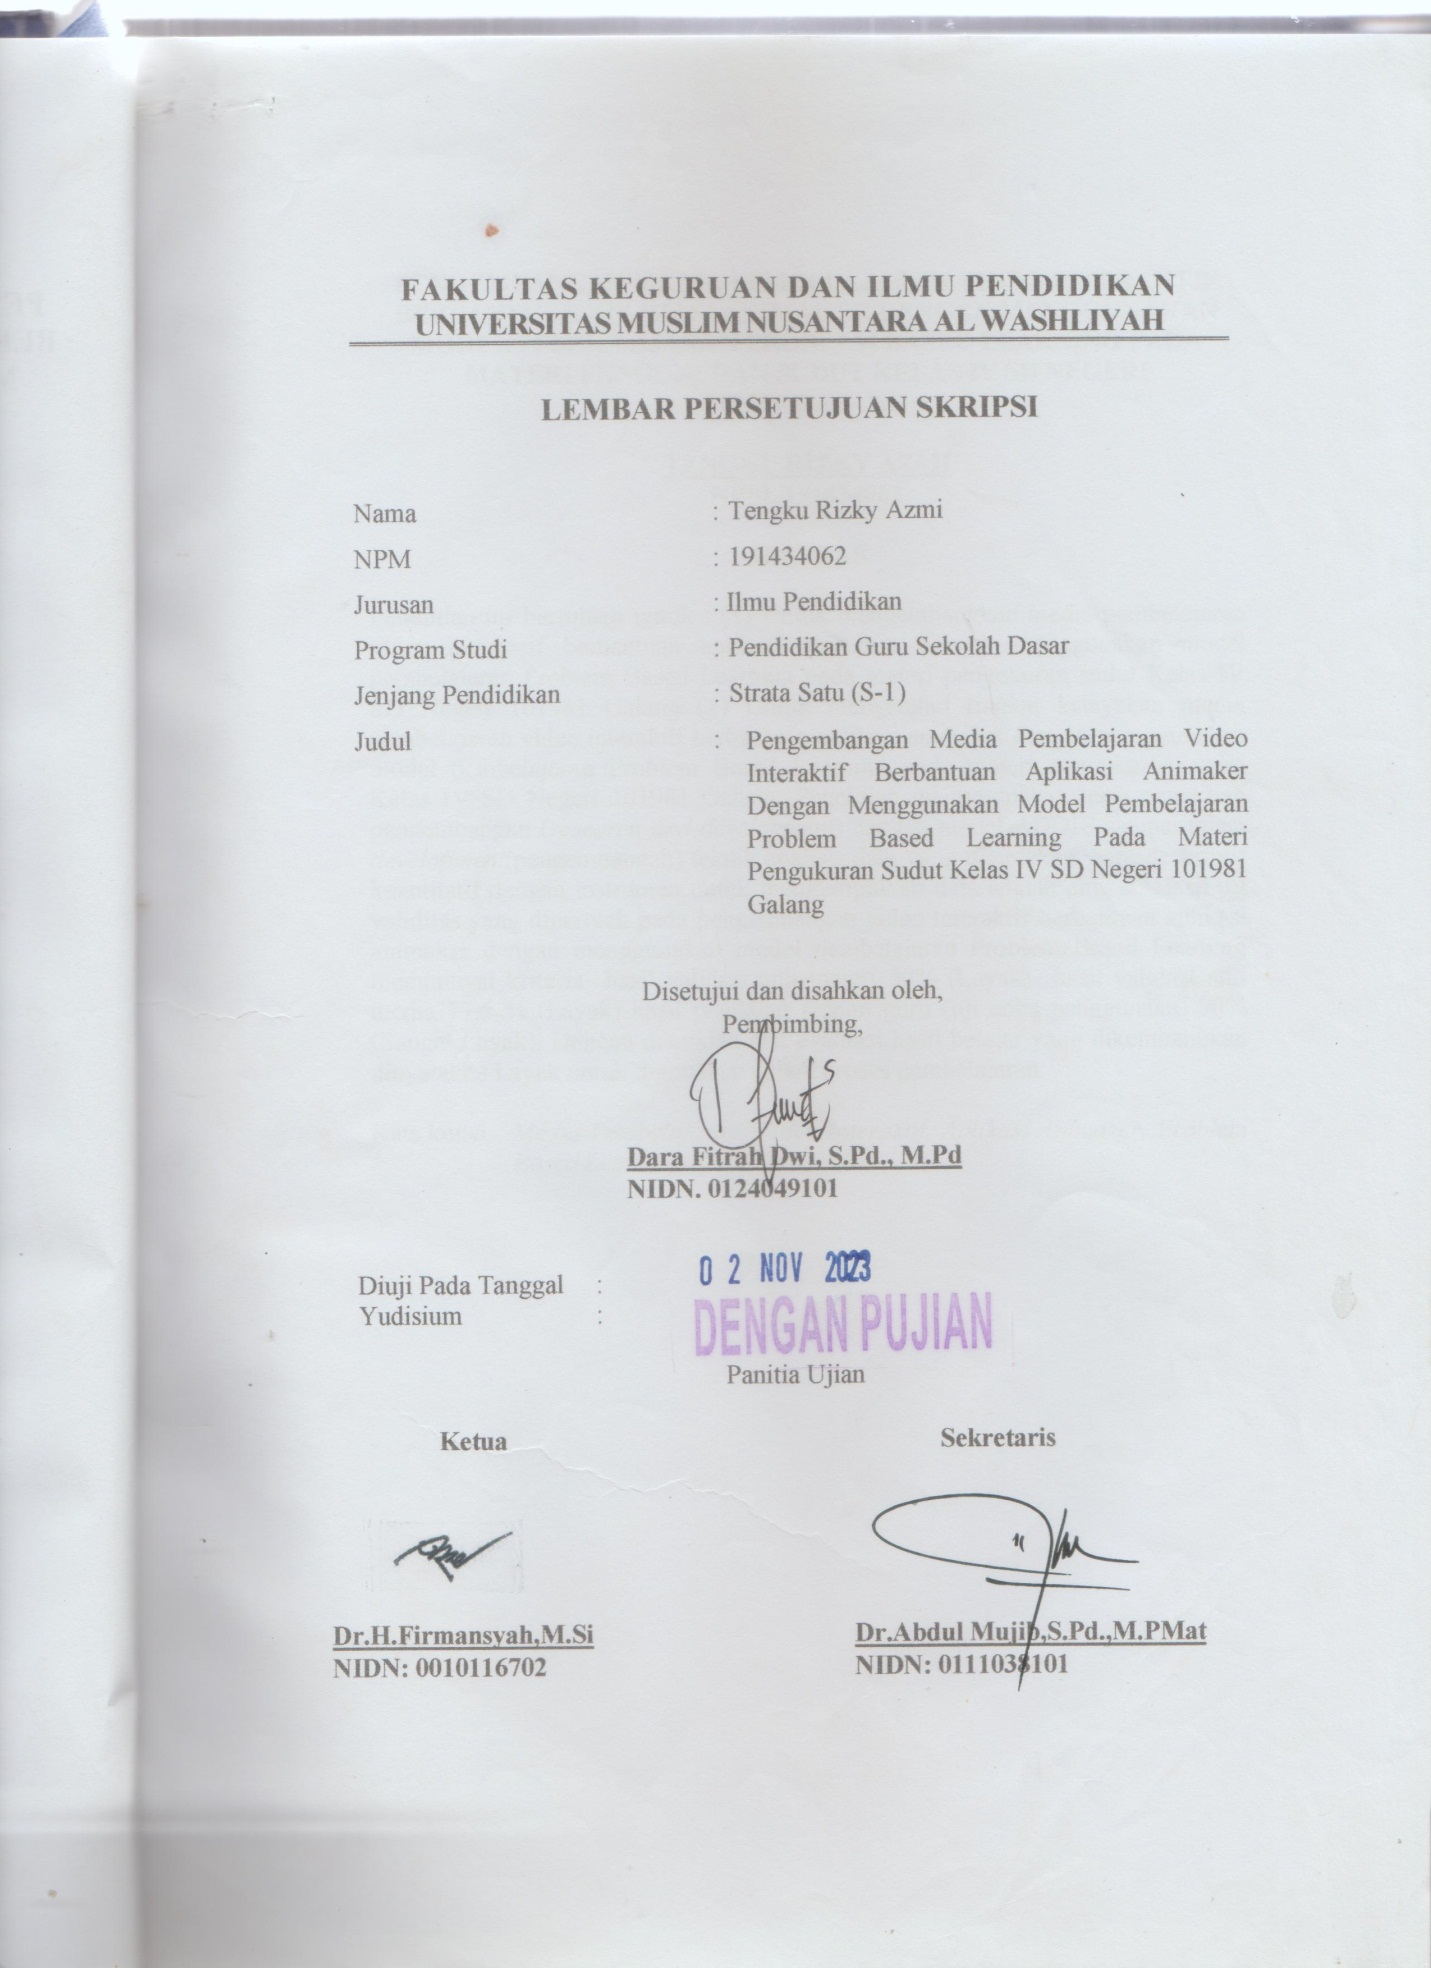 FAKULTAS KEGURUAN DAN ILMU PENDIDIKAN
UNIVERSITAS MUSLIM NUSANTARA AL WASHLIYAH
LEMBAR PERSETUJUAN SKRIPSI
Nama : Tengku Rizky Azmi
NPM : 191434062
Jurusan : Ilmu Pendidikan
Program Studi : Pendidikan Guru Sekolah Dasar
Jenjang Pendidikan : Strata Satu (S-1)
Judul : Pengembangan Media Pembelajaran Video
Interaktif Berbantuan Aplikasi Animaker
Dengan Menggunakan Model Pembelajaran
Problem Based Learning Pada Materi
Pengukuran Sudut Kelas IV SD Negeri 101981
Galang
Disetujui dan disahkan oleh,
Pembimbing,
Dara Fitrah Dwi, S.Pd., M.Pd
NIDN. 0124049101
Diuji Pada Tanggal : 02 NOV 2023
Yudisium : DENGAN PUJIAN
Panitia Ujian
Ketua Sekretaris
Dr.H.Firmansyah,M.Si Dr.Abdul Mujib,S.Pd.,M.PMat
NIDN: 0010116702 NIDN: 0111038101